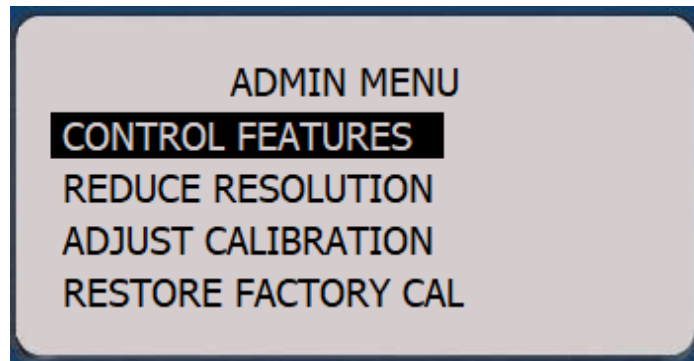 ADMIN MENU
CONTROL FEATURES
REDUCE RESOLUTION
ADJUST CALIBRATION
RESTORE FACTORY CAL